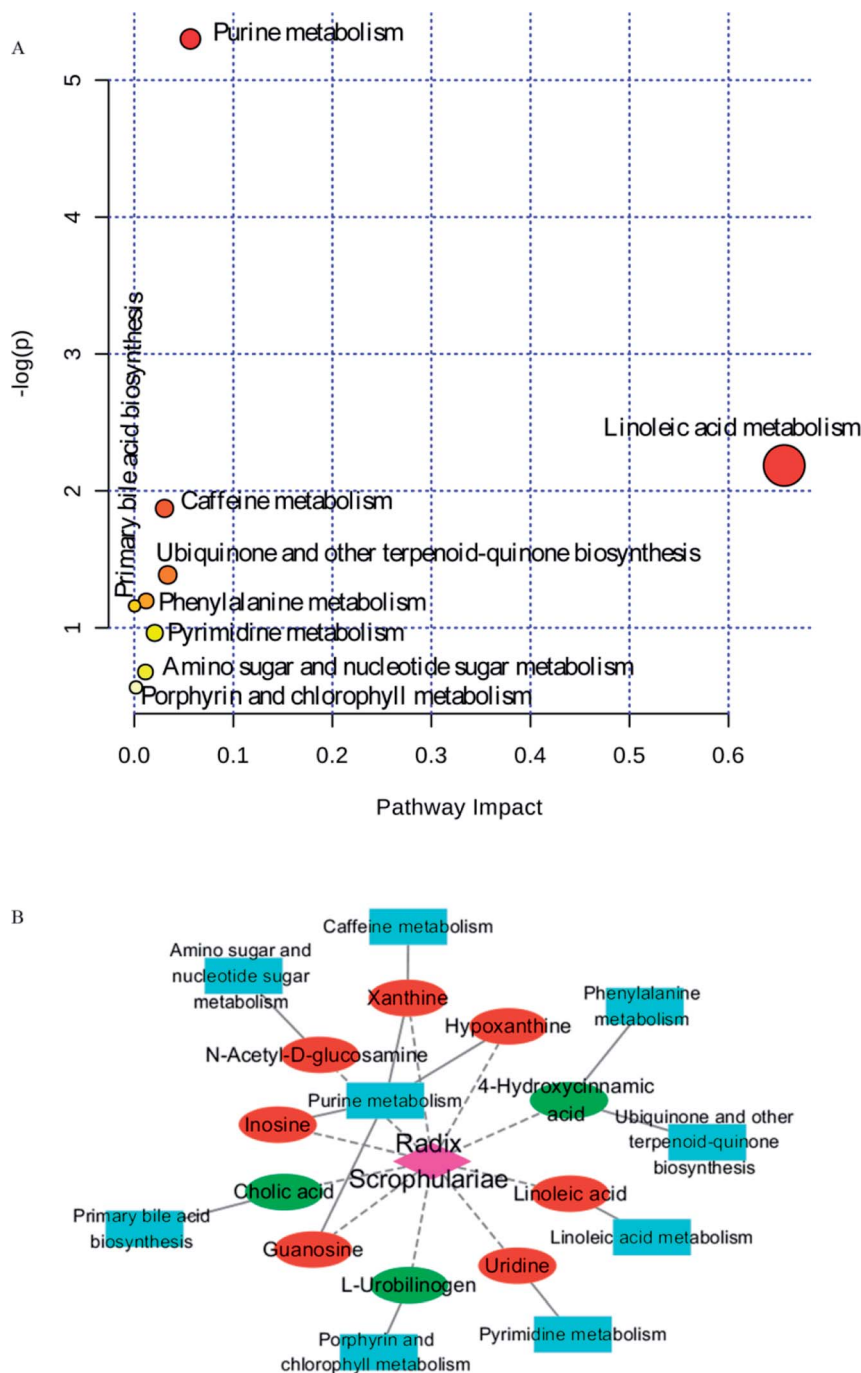 A
Purine metabolism
5
4
3
2
1
-log(p)
Primary bile acid biosynthesis
Linoleic acid metabolism
Caffeine metabolism
Ubiquinone and other terpenoid-quinone biosynthesis
Phenylalanine metabolism
Pyrimidine metabolism
Amino sugar and nucleotide sugar metabolism
Porphyrin and chlorophyll metabolism
0.0 0.1 0.2 0.3 0.4 0.5 0.6
Pathway Impact
B
Caffeine metabolism
Amino sugar and
nucleotide sugar
metabolism
Xanthine
Hypoxanthine
Phenylalanine
metabolism
N-Acetyl-D-glucosamine
Purine metabolism
4-Hydroxycinnamic
acid
Inosine
Ubiquinone and other
terpenoid-quinone
biosynthesis
Radix
Scrophulariae
Cholic acid
Linoleic acid
Primary bile acid
biosynthesis
Guanosine
Linoleic acid metabolism
Uridine
L-Urobilinogen
Pyrimidine metabolism
Porphyrin and
chlorophyll metabolism